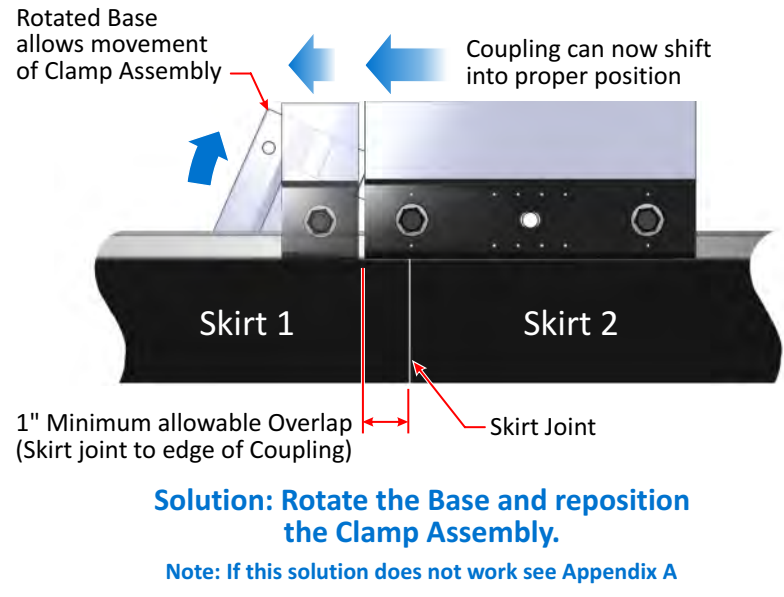 Rotated Base
allows movement
of Clamp Assembly
Coupling can now shift
into proper position
Skirt 1
Skirt 2
1" Minimum allowable Overlap
(Skirt joint to edge of Coupling)
Skirt Joint
Solution: Rotate the Base and reposition
the Clamp Assembly.
Note: If this solution does not work see Appendix A